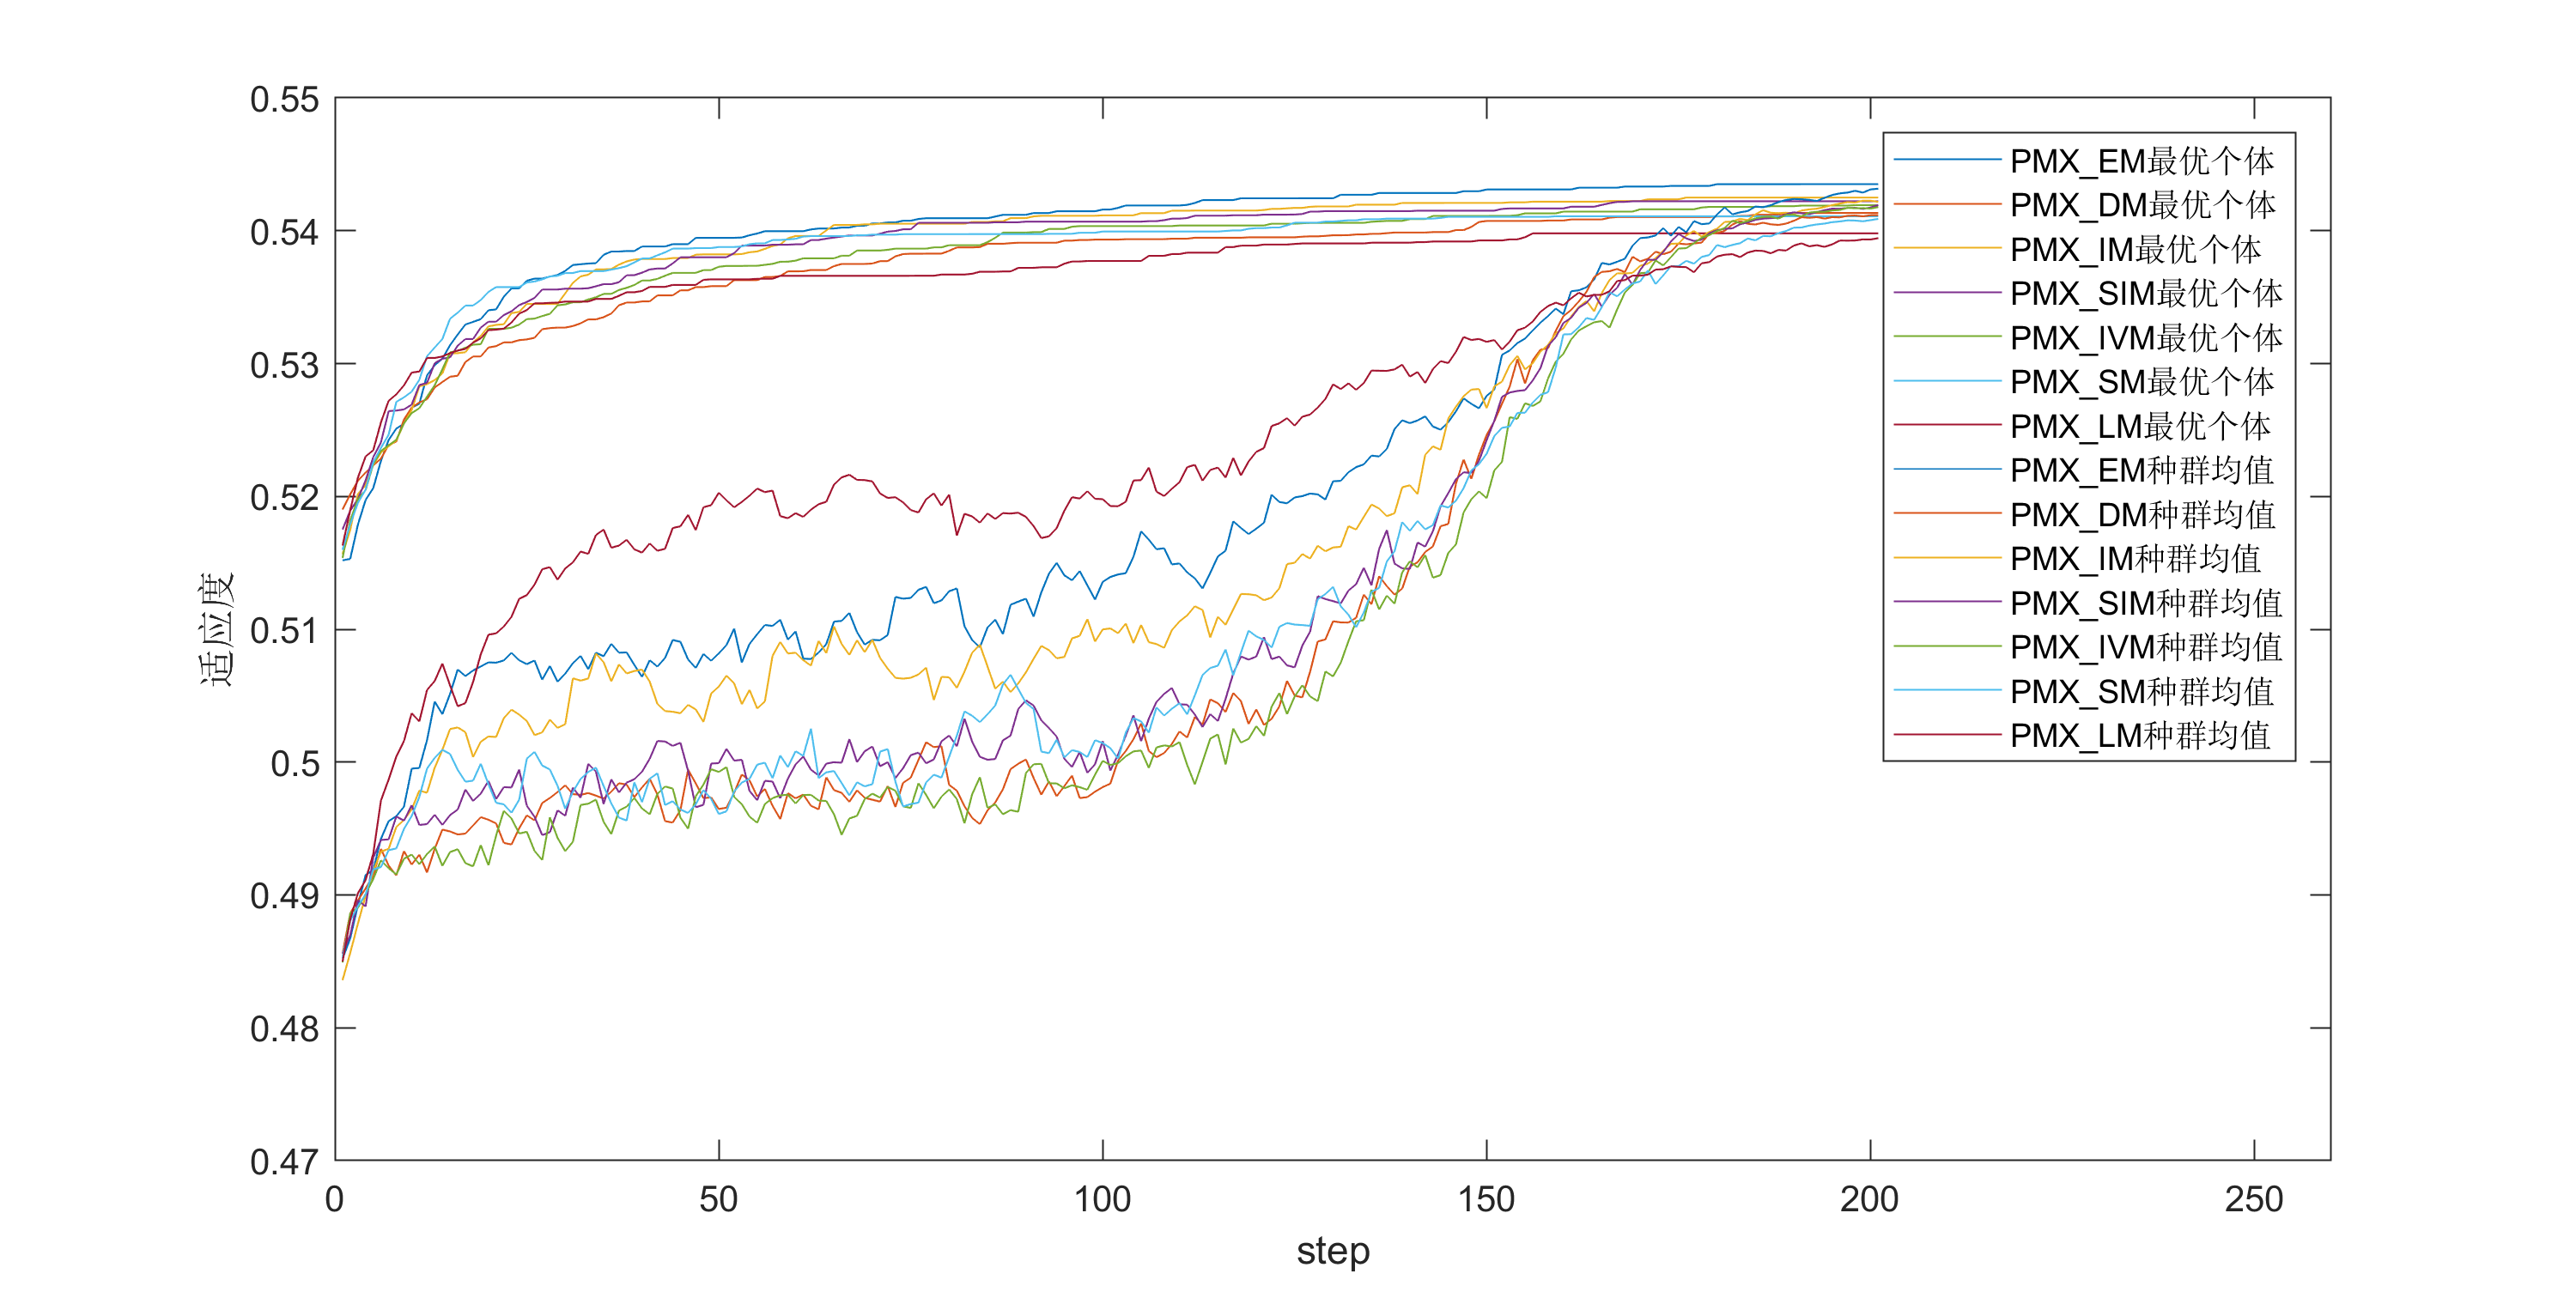 0.55
0.54
0.53
0.52
0.51
0.5
0.49
0.48
0.47
适应度
0
50
100
150
200
250
step
PMX_EM最优个体
PMX_DM最优个体
PMX_IM最优个体
PMX_SIM最优个体
PMX_IVM最优个体
PMX_SM最优个体
PMX_LM最优个体
PMX_EM种群均值
PMX_DM种群均值
PMX_IM种群均值
PMX_SIM种群均值
PMX_IVM种群均值
PMX_SM种群均值
PMX_LM种群均值